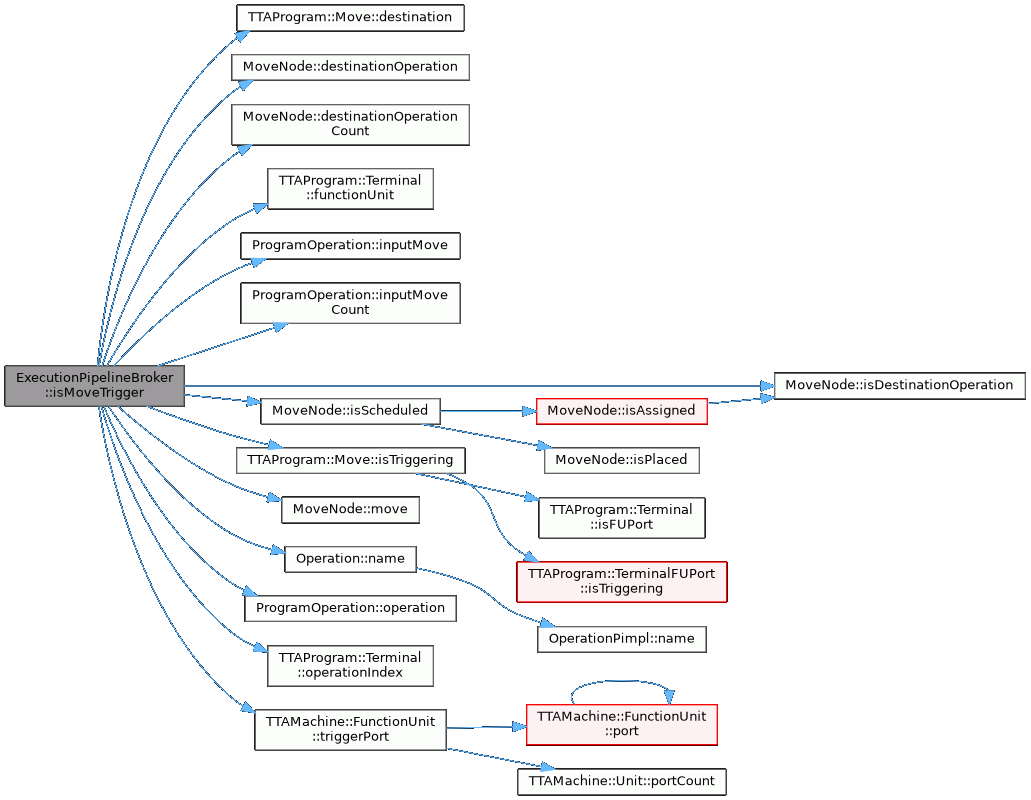 TTAProgram::Move::destination
MoveNode::destinationOperation
MoveNode::destinationOperation
Count
TTAProgram::Terminal
::functionUnit
ProgramOperation::inputMove
ProgramOperation::inputMove
Count
ExecutionPipelineBroker
::isMoveTrigger
MoveNode::isDestinationOperation
MoveNode::isScheduled
MoveNode::isAssigned
TTAProgram::Move::isTriggering
MoveNode::isPlaced
MoveNode::move
TTAProgram::Terminal
::isFUPort
Operation::name
TTAProgram::TerminalFUPort
::isTriggering
ProgramOperation::operation
OperationPimpl::name
TTAProgram::Terminal
::operationIndex
TTAMachine::FunctionUnit
::triggerPort
TTAMachine::FunctionUnit
::port
TTAMachine::Unit::portCount